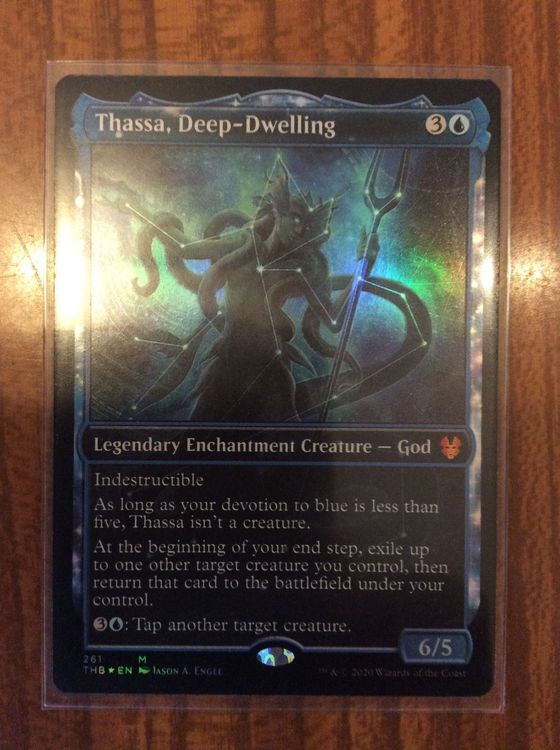 Thassa, Deep-Dwelling 3
Legendary Enchantment Creature — God
Indestructible
As long as your devotion to blue is less than
five, Thassa isn't a creature.
At the beginning of your end step, exile up
to one other target creature you control, then
return that card to the battlefield under your
control.
3: Tap another target creature.
6/5
261 M
THB★EN Jason A. Engle
™ & © 2020 Wizards of the Coast